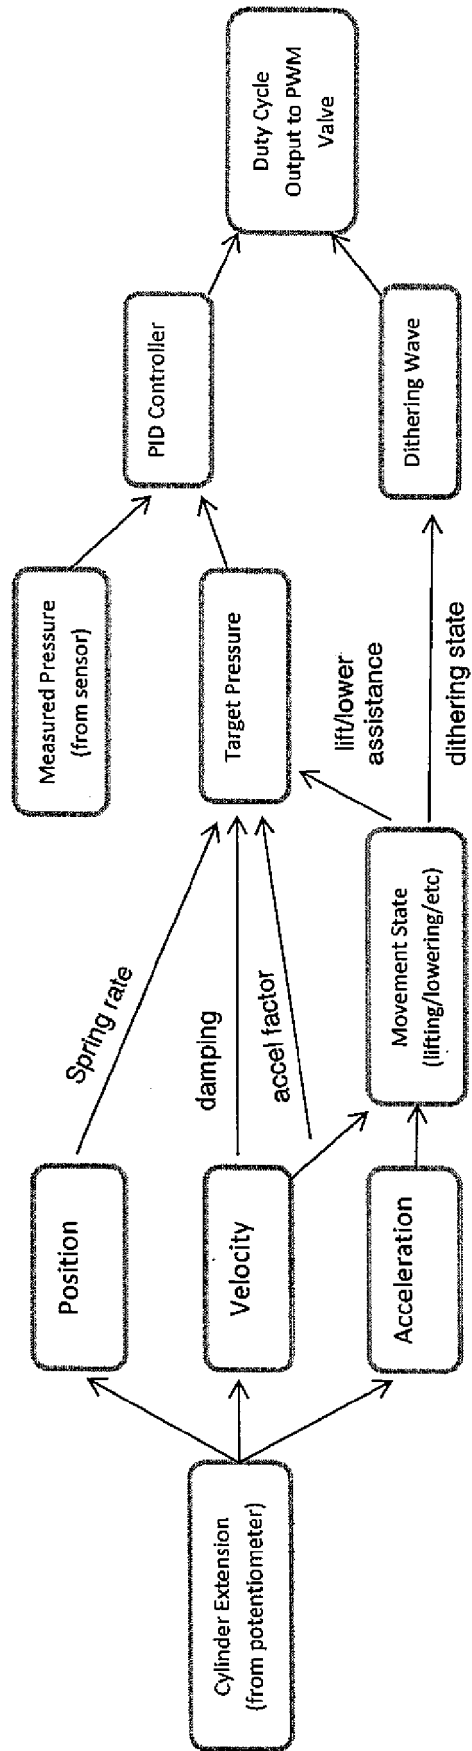 Cylinder Extension
(from potentiometer)
Position
Velocity
Acceleration
Spring rate
damping
accel factor
Movement State
(lifting/lowering/etc)
Measured Pressure
(from sensor)
Target Pressure
lift/lower
assistance
dithering state
PID Controller
Dithering Wave
Duty Cycle
Output to PWM
Valve